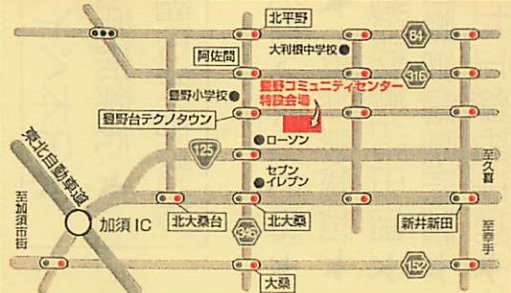 北平野
84
阿佐間
大利根中学校
316
豊野コミュニティセンター
特設会場
豊野小学校
豊野台テクノタウン
ローソン
125
東北自動車道
セブン
イレブン
至久喜
至加須市街
加須IC
北大桑台
北大桑
新井新田
346
至幸手
152
大桑